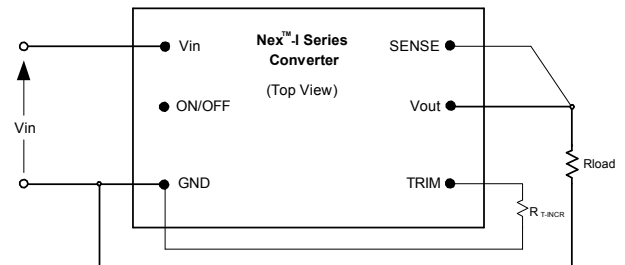 Nex™-I Series
Converter
(Top View)
Vin
SENSE
ON/OFF
Vout
Vin
Rload
GND
TRIM
R T-INCR